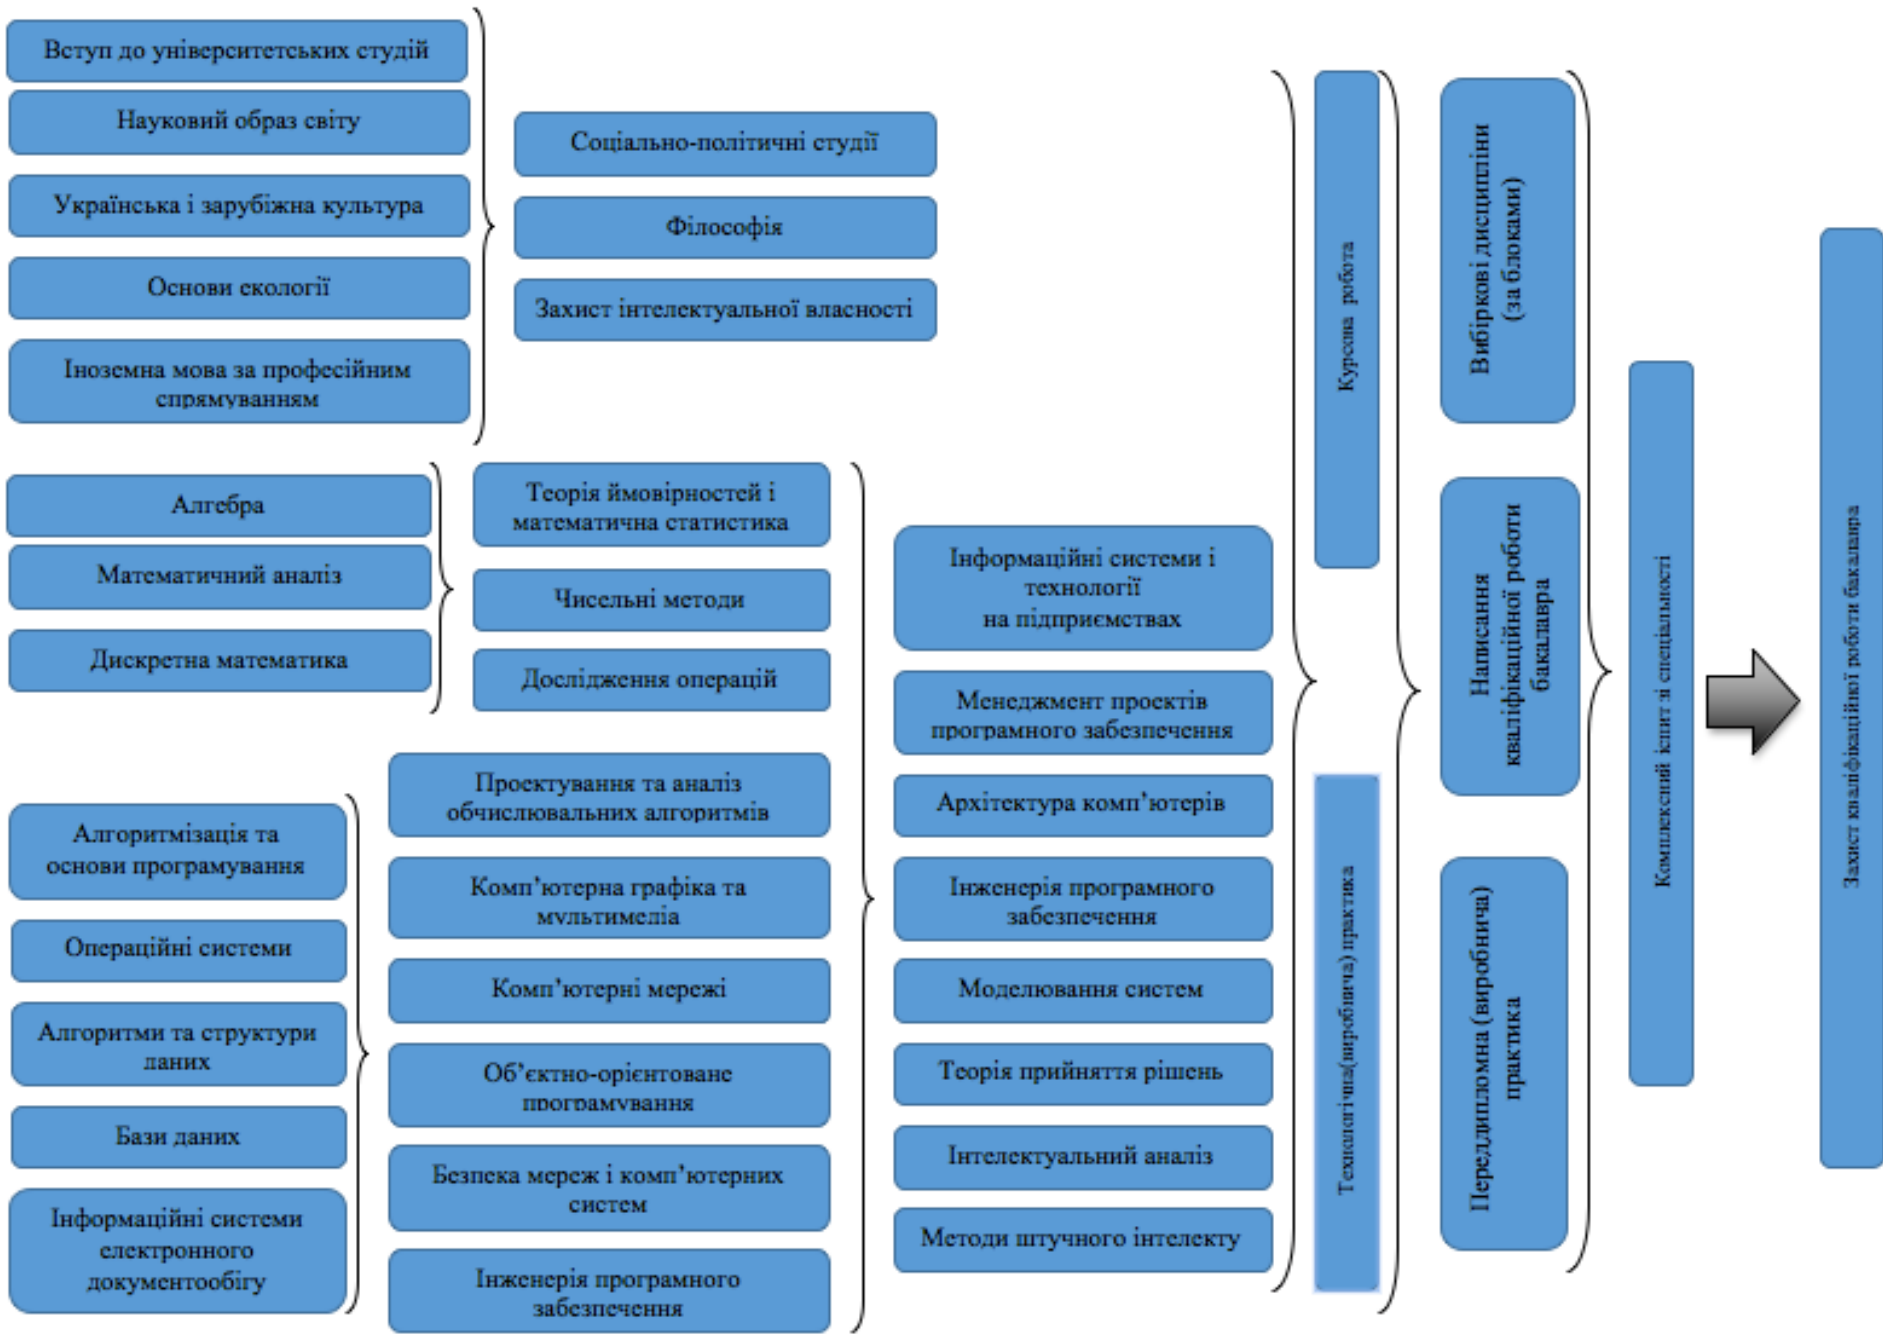 Вступ до університетських студій
Науковий образ світу
Українська і зарубіжна культура
Основи екології
Іноземна мова за професійним
спрямуванням
Соціально-політичні студії
Філософія
Захист інтелектуальної власності
Алгебра
Математичний аналіз
Дискретна математика
Теорія ймовірностей і
математична статистика
Чисельні методи
Дослідження операцій
Алгоритмізація та
основи програмування
Операційні системи
Алгоритми та структури
даних
Бази даних
Інформаційні системи
електронного
документообігу
Проектування та аналіз
обчислювальних алгоритмів
Комп’ютерна графіка та
мультимедіа
Комп’ютерні мережі
Об’єктно-орієнтоване
програмування
Безпека мереж і комп’ютерних
систем
Інженерія програмного
забезпечення
Інформаційні системи і
технології
на підприємствах
Менеджмент проектів
програмного забезпечення
Архітектура комп’ютерів
Інженерія програмного
забезпечення
Моделювання систем
Теорія прийняття рішень
Інтелектуальний аналіз
Методи штучного інтелекту
Курсова робота
Технологічна(виробнича) практика
Вибіркові дисципліни
(за блоками)
Написання
кваліфікаційної роботи
бакалавра
Переддипломна (виробнича)
практика
Комплексний іспит зі спеціальності
Захист кваліфікаційної роботи бакалавра